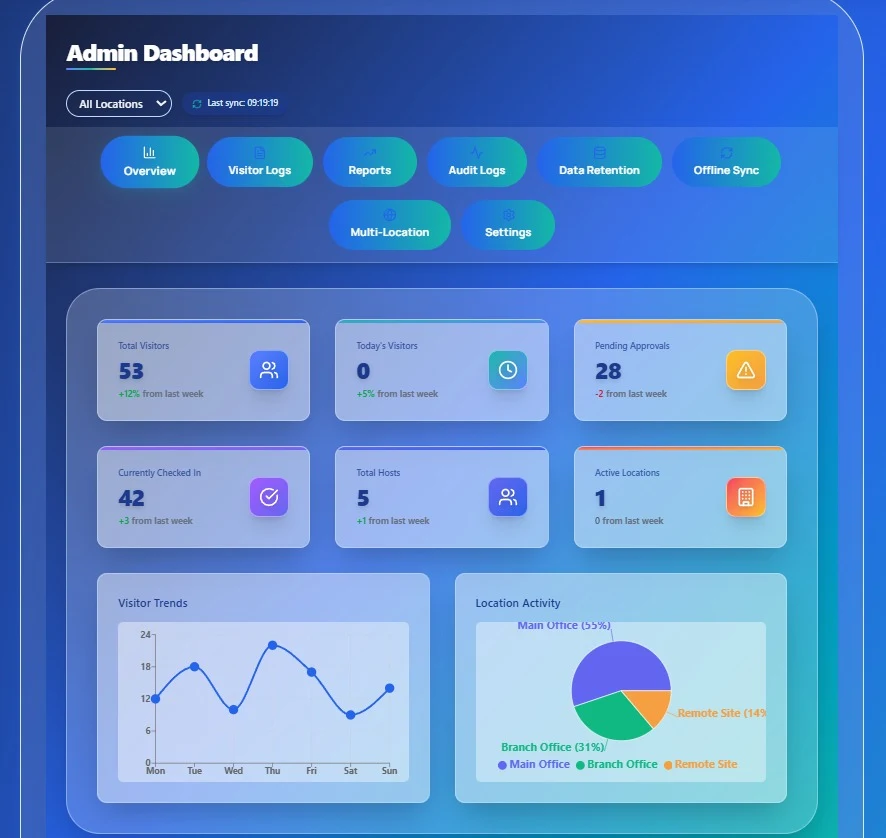 Admin Dashboard
All Locations
Last sync: 09:19:19
Overview
Visitor Logs
Reports
Audit Logs
Data Retention
Offline Sync
Multi-Location
Settings
Total Visitors
53
+12% from last week
Today's Visitors
0
+5% from last week
Pending Approvals
28
-2 from last week
Currently Checked In
42
+3 from last week
Total Hosts
5
+1 from last week
Active Locations
1
0 from last week
Visitor Trends
24
18
12
6
0
Mon Tue Wed Thu Fri Sat Sun
Location Activity
Main Office (55%)
Remote Site (14%
Branch Office (31%)
Main Office Branch Office Remote Site